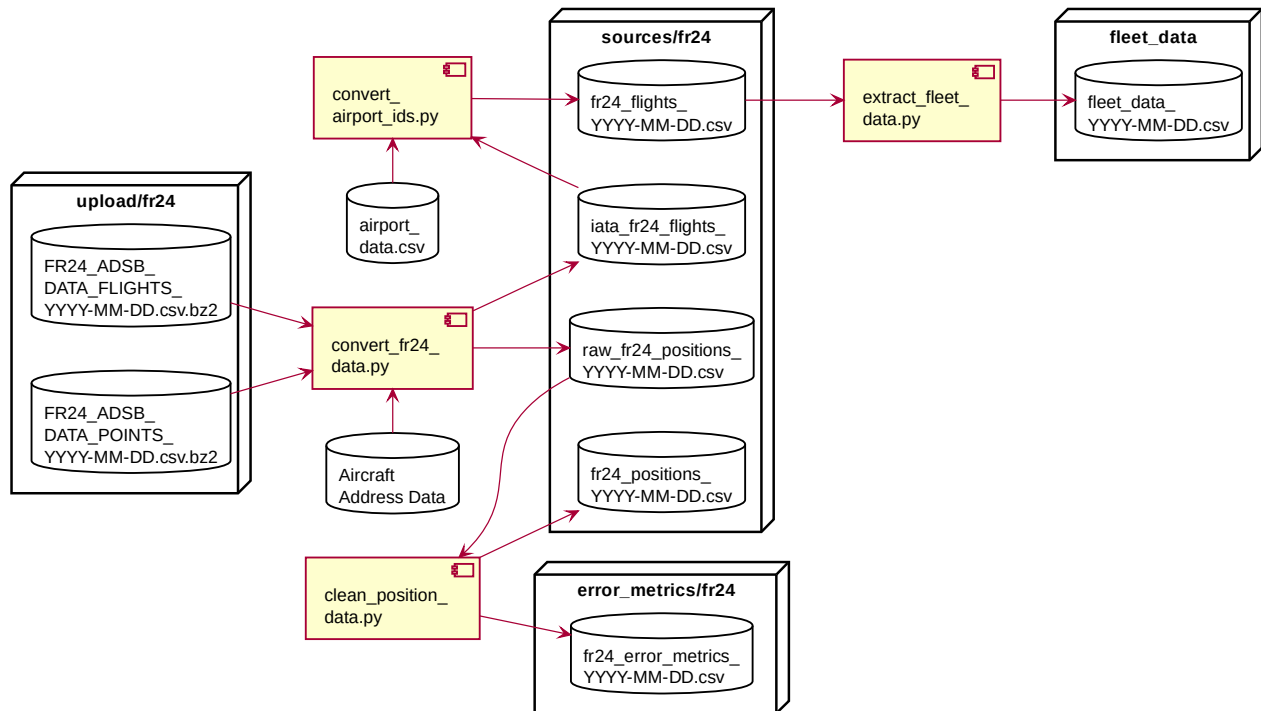 sources/fr24
fleet_data
convert_
airport_ids.py
fr24_flights_
YYYY-MM-DD.csv
extract_fleet_
data.py
fleet_data_
YYYY-MM-DD.csv
upload/fr24
airport_
data.csv
iata_fr24_flights_
YYYY-MM-DD.csv
FR24_ADSB_
DATA_FLIGHTS_
YYYY-MM-DD.csv.bz2
convert_fr24_
data.py
raw_fr24_positions_
YYYY-MM-DD.csv
FR24_ADSB_
DATA_POINTS_
YYYY-MM-DD.csv.bz2
Aircraft
Address Data
fr24_positions_
YYYY-MM-DD.csv
clean_position_
data.py
error_metrics/fr24
fr24_error_metrics_
YYYY-MM-DD.csv